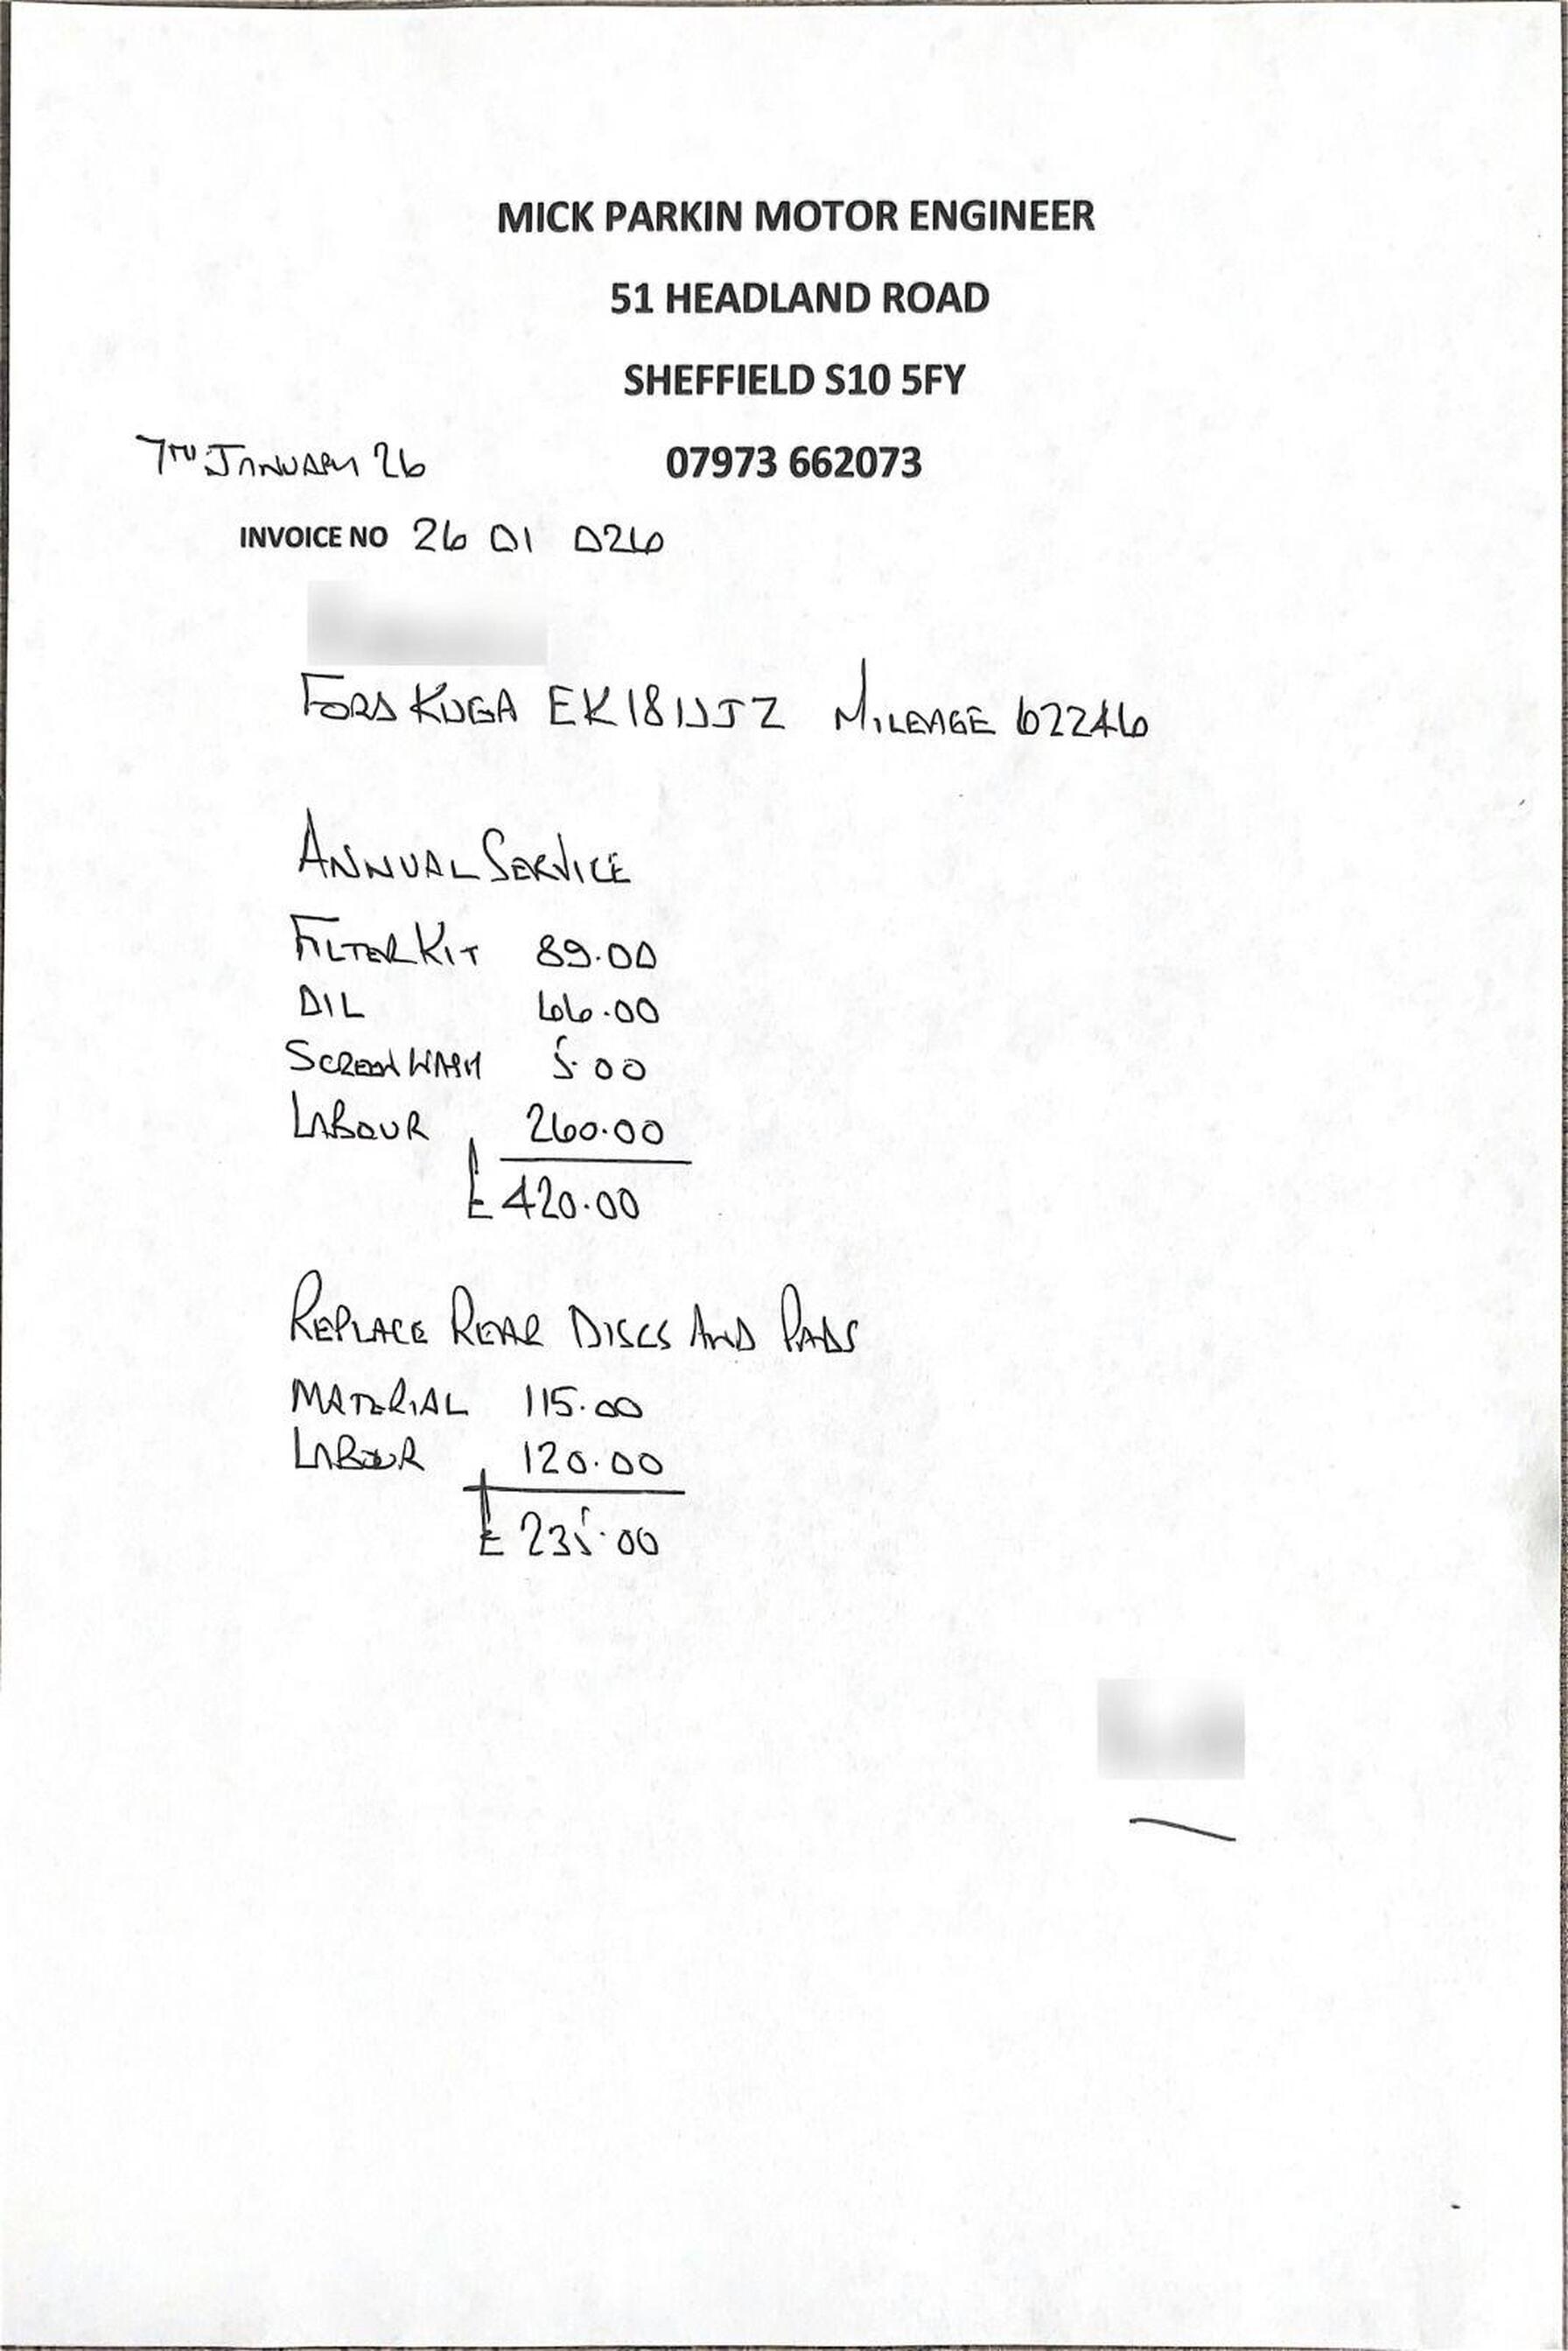 MICK PARKIN MOTOR ENGINEER
51 HEADLAND ROAD
SHEFFIELD S10 5FY
7TH JANUARY 26 07973 662073
INVOICE NO 26 01 026
FORD KUGA MILEAGE 62246
ANNUAL SERVICE
FILTER KIT 89.00
OIL 66.00
SCREEN WASH 5.00
LABOUR 260.00
£420.00
REPLACE REAR DISCS AND PADS
MATERIAL 115.00
LABOUR 120.00
£235.00